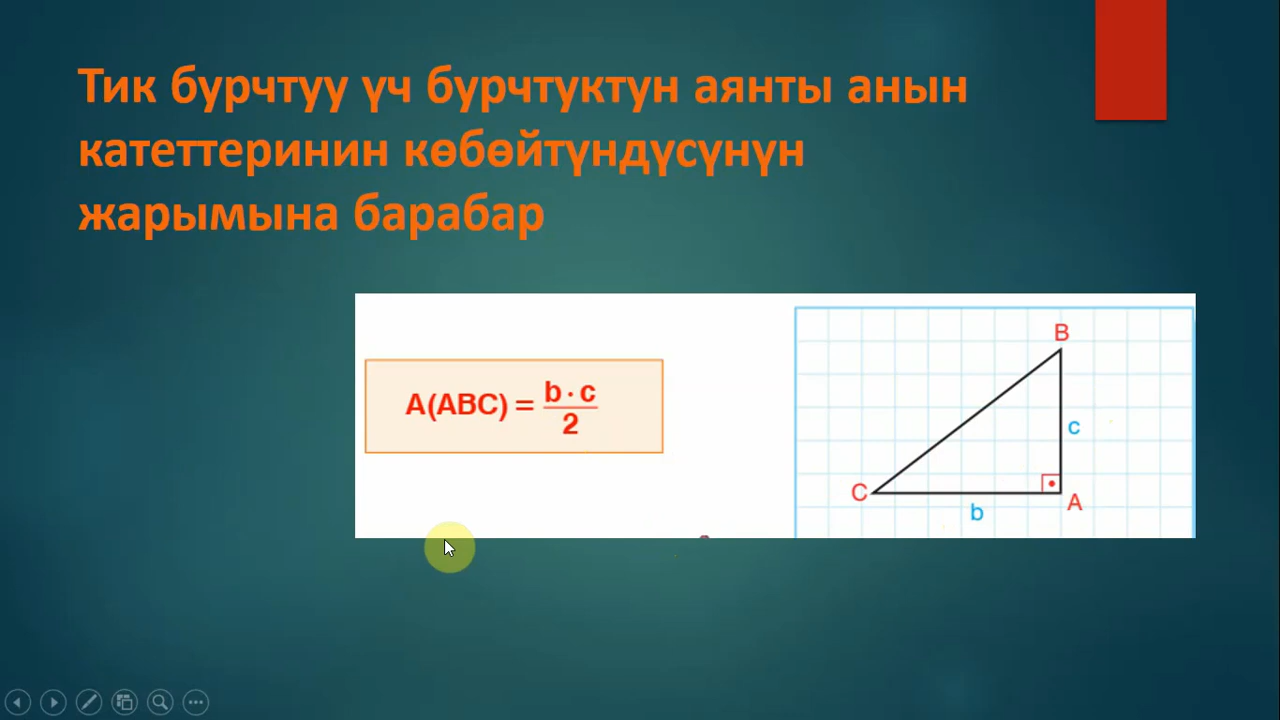 Тик бурчтуу үч бурчтуктун аянты анын
катеттеринин көбөйтүндүсүнүн
жарымына барабар
A(ABC) = b · c / 2
B
c
C
A
b